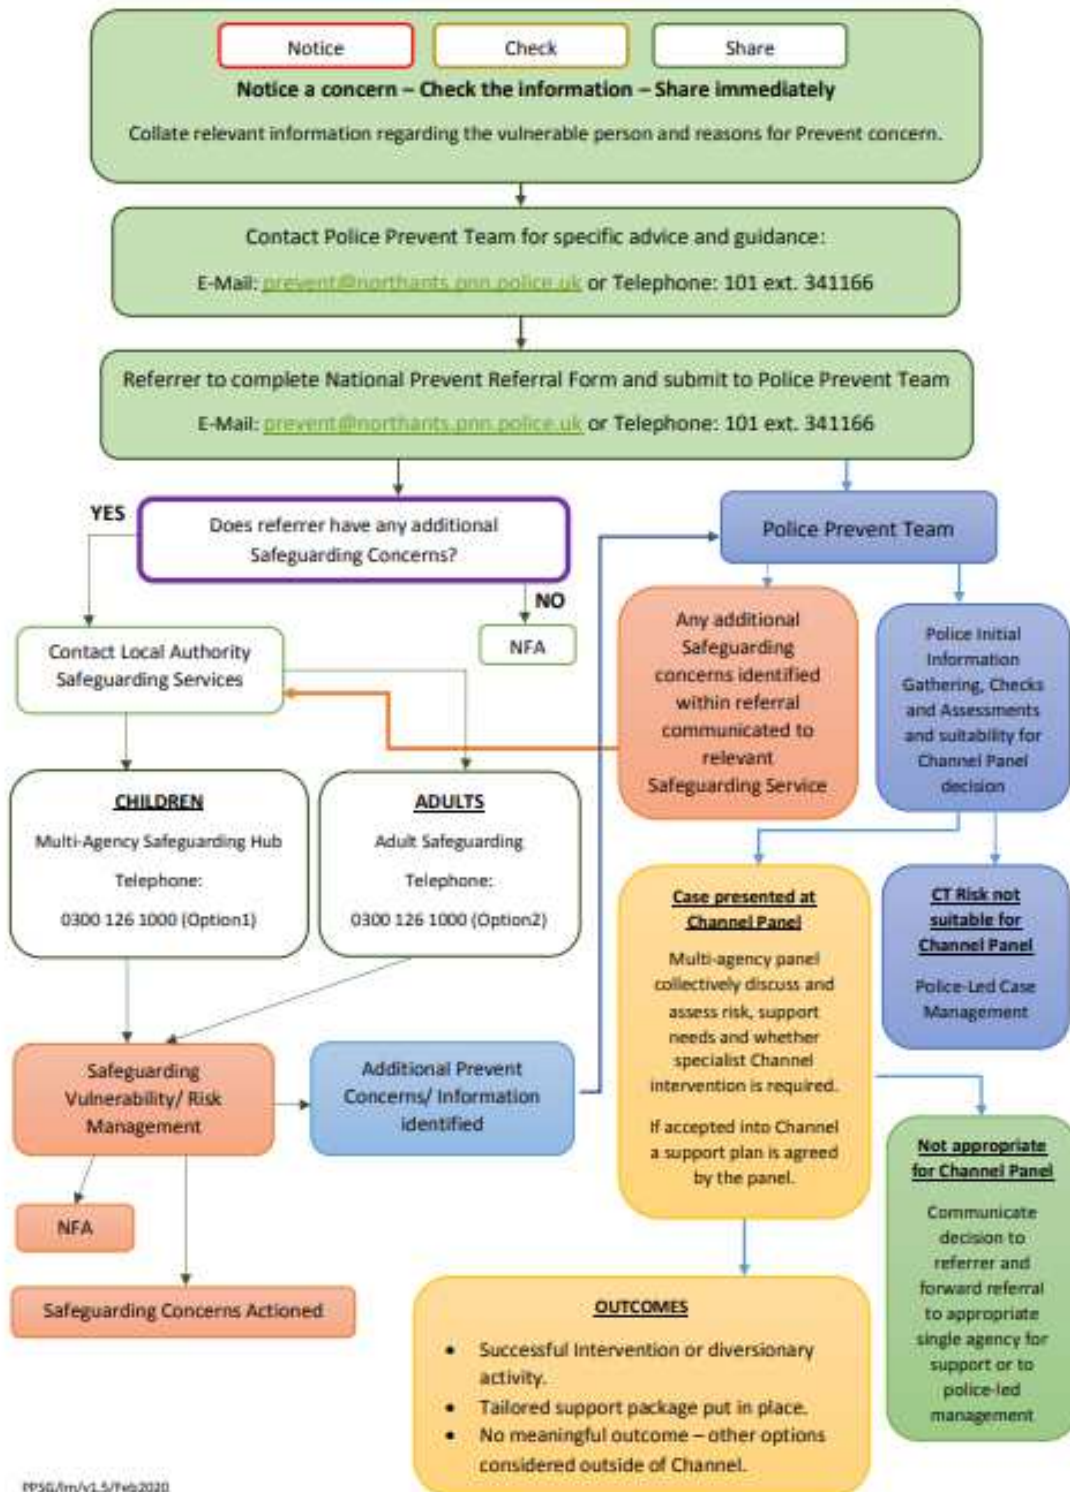 Notice
Check
Share
Notice a concern – Check the information – Share immediately
Collate relevant information regarding the vulnerable person and reasons for Prevent concern.
Contact Police Prevent Team for specific advice and guidance:
E-Mail: prevent@northants.pnn.police.uk or Telephone: 101 ext. 341166
Referrer to complete National Prevent Referral Form and submit to Police Prevent Team
E-Mail: prevent@northants.pnn.police.uk or Telephone: 101 ext. 341166
YES
Does referrer have any additional
Safeguarding Concerns?
NO
NFA
Police Prevent Team
Contact Local Authority
Safeguarding Services
Any additional
Safeguarding
concerns identified
within referral
communicated to
relevant
Safeguarding Service
Police Initial
Information
Gathering, Checks
and Assessments
and suitability for
Channel Panel
decision
CHILDREN
Multi-Agency Safeguarding Hub
Telephone:
0300 126 1000 (Option1)
ADULTS
Adult Safeguarding
Telephone:
0300 126 1000 (Option2)
Case presented at
Channel Panel
Multi-agency panel
collectively discuss and
assess risk, support
needs and whether
specialist Channel
intervention is required.
If accepted into Channel
a support plan is agreed
by the panel.
CT Risk not
suitable for
Channel Panel
Police-Led Case
Management
Safeguarding
Vulnerability/ Risk
Management
Additional Prevent
Concerns/ Information
identified
NFA
Safeguarding Concerns Actioned
Not appropriate
for Channel Panel
Communicate
decision to
referrer and
forward referral
to appropriate
single agency for
support or to
police-led
management
OUTCOMES
• Successful Intervention or diversionary
activity.
• Tailored support package put in place.
• No meaningful outcome – other options
considered outside of Channel.
PPSG/lm/v1.5/Feb2020